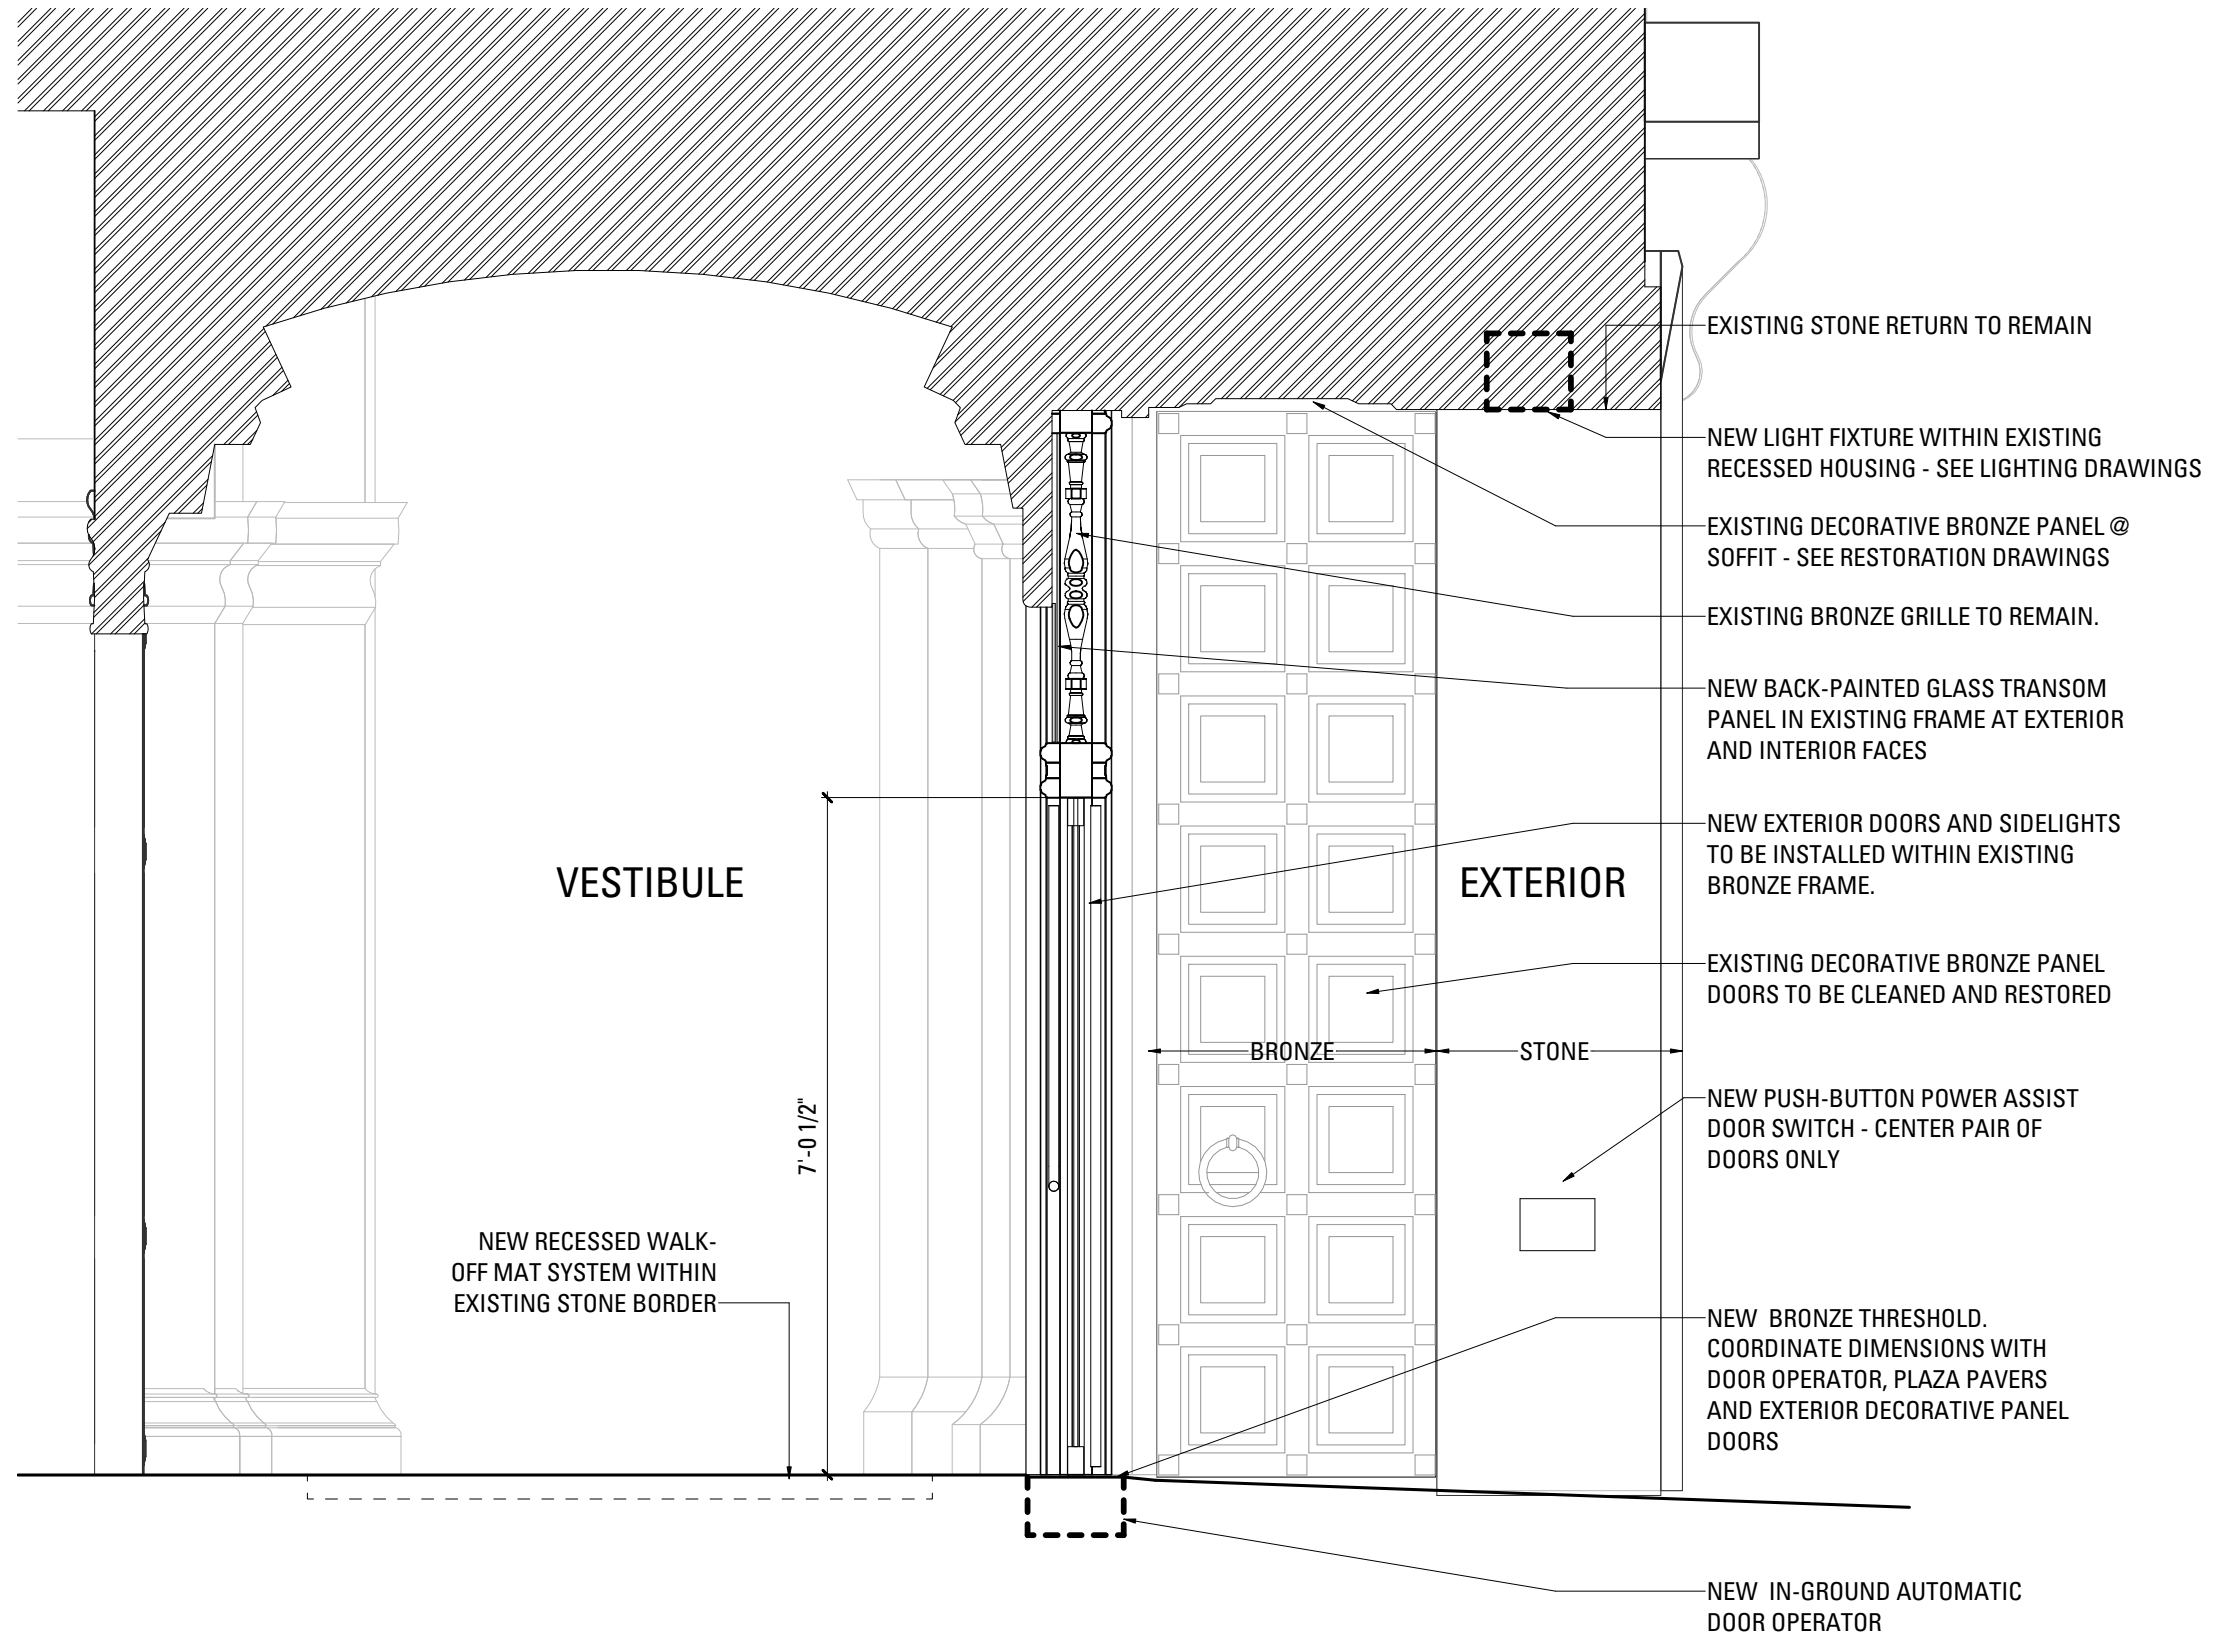 EXISTING STONE RETURN TO REMAIN
NEW LIGHT FIXTURE WITHIN EXISTING
RECESSED HOUSING - SEE LIGHTING DRAWINGS
EXISTING DECORATIVE BRONZE PANEL @
SOFFIT - SEE RESTORATION DRAWINGS
EXISTING BRONZE GRILLE TO REMAIN.
NEW BACK-PAINTED GLASS TRANSOM
PANEL IN EXISTING FRAME AT EXTERIOR
AND INTERIOR FACES
NEW EXTERIOR DOORS AND SIDELIGHTS
TO BE INSTALLED WITHIN EXISTING
BRONZE FRAME.
VESTIBULE
EXTERIOR
EXISTING DECORATIVE BRONZE PANEL
DOORS TO BE CLEANED AND RESTORED
BRONZE
STONE
NEW PUSH-BUTTON POWER ASSIST
DOOR SWITCH - CENTER PAIR OF
DOORS ONLY
7'-0 1/2"
NEW RECESSED WALK-
OFF MAT SYSTEM WITHIN
EXISTING STONE BORDER
NEW  BRONZE THRESHOLD.
COORDINATE DIMENSIONS WITH
DOOR OPERATOR, PLAZA PAVERS
AND EXTERIOR DECORATIVE PANEL
DOORS
NEW  IN-GROUND AUTOMATIC
DOOR OPERATOR